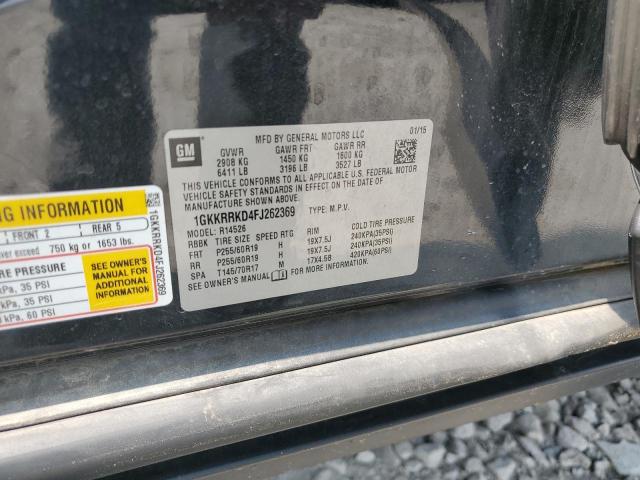 GM
MFD BY GENERAL MOTORS LLC
01/15
GVWR GAWR FRT GAWR RR
2908 KG 1450 KG 1600 KG
6411 LB 3196 LB 3527 LB
THIS VEHICLE CONFORMS TO ALL APPLICABLE U.S. FEDERAL MOTOR
VEHICLE SAFETY STANDARDS IN EFFECT ON THE DATE OF
MANUFACTURE SHOWN ABOVE.
1GKKRRKD4FJ262369 TYPE: M.P.V.
MODEL: R14526
RBBK TIRE SIZE SPEED RTG RIM COLD TIRE PRESSURE
FRT P255/60R19 H 19X7.5J 240KPA(35PSI)
RR P255/60R19 H 19X7.5J 240KPA(35PSI)
SPA T145/70R17 M 17X4.5B 420KPA(60PSI)
SEE OWNER'S MANUAL FOR MORE INFORMATION.
NG INFORMATION
FRONT 2 REAR 5
ver exceed 750 kg or 1653 lbs.
RE PRESSURE
kPa, 35 PSI
kPa, 35 PSI
kPa, 60 PSI
SEE OWNER'S
MANUAL FOR
ADDITIONAL
INFORMATION
1GKKRRKD4FJ262369